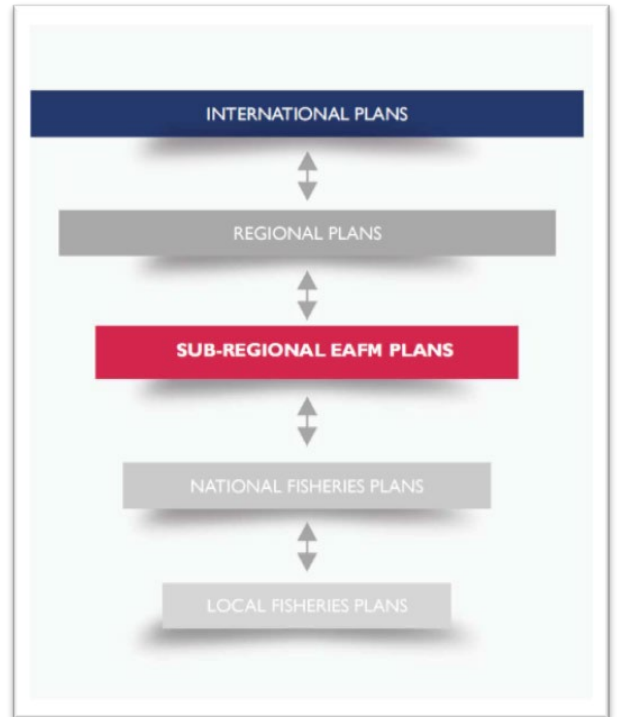 INTERNATIONAL PLANS
REGIONAL PLANS
SUB-REGIONAL EAFM PLANS
NATIONAL FISHERIES PLANS
LOCAL FISHERIES PLANS